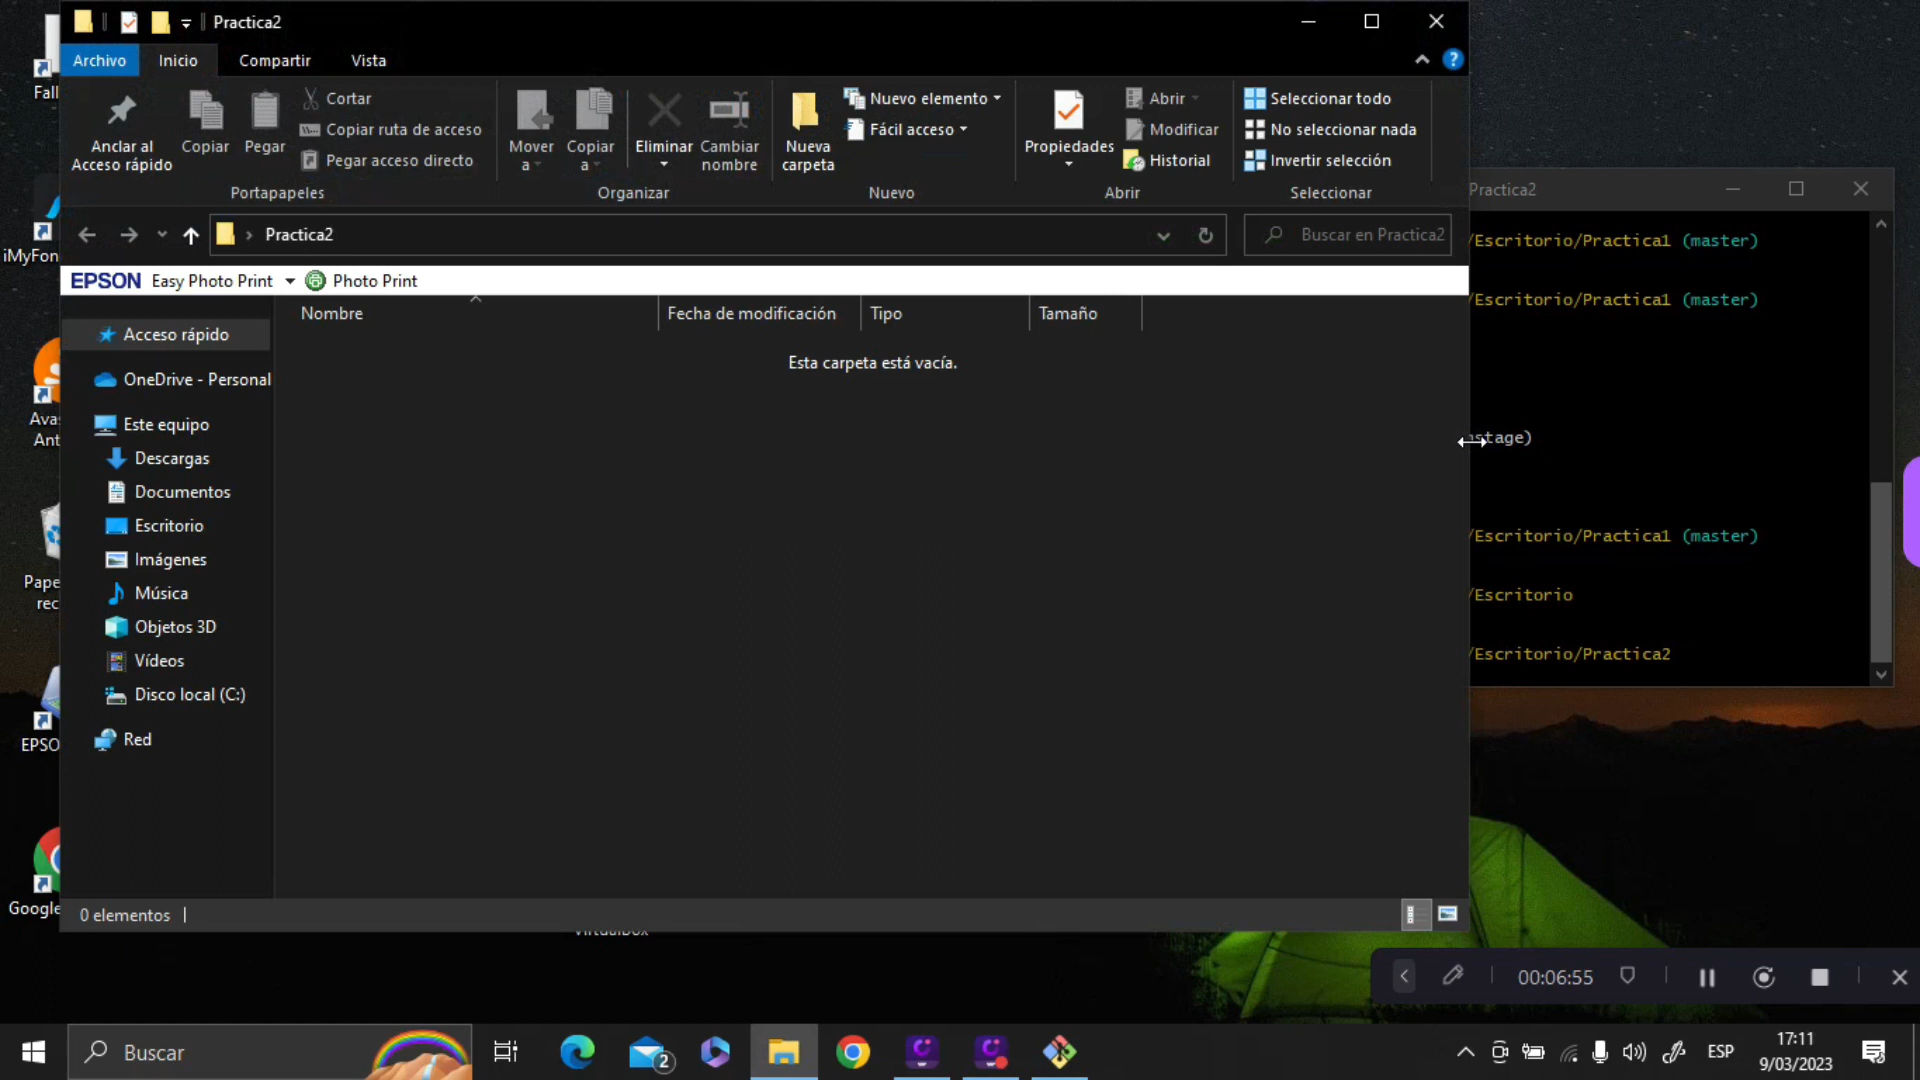 Practica2
Archivo Inicio Compartir Vista
Anclar al Acceso rápido
Copiar
Pegar
Cortar
Copiar ruta de acceso
Pegar acceso directo
Portapapeles
Mover a
Copiar a
Eliminar
Cambiar nombre
Organizar
Nueva carpeta
Nuevo elemento
Fácil acceso
Nuevo
Propiedades
Abrir
Modificar
Historial
Abrir
Seleccionar todo
No seleccionar nada
Invertir selección
Seleccionar
Practica2
Buscar en Practica2
EPSON Easy Photo Print Photo Print
Nombre Fecha de modificación Tipo Tamaño
Esta carpeta está vacía.
Acceso rápido
OneDrive - Personal
Este equipo
Descargas
Documentos
Escritorio
Imágenes
Música
Objetos 3D
Vídeos
Disco local (C:)
Red
0 elementos
Practica2
/Escritorio/Practica1 (master)
/Escritorio/Practica1 (master)
stage)
/Escritorio/Practica1 (master)
/Escritorio
/Escritorio/Practica2
Fall
iMyFon
Avas
Ant
Pape
rec
EPSO
Google
VirtualBox
00:06:55
Buscar
2
ESP
17:11
9/03/2023